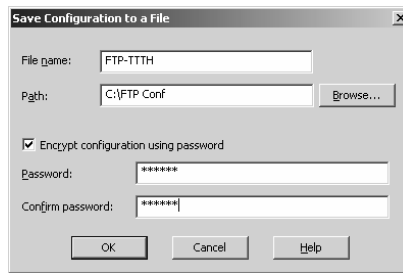 Save Configuration to a File
File name: FTP-TTTH
Path: C:\FTP Conf Browse...
Encrypt configuration using password
Password: ******
Confirm password: ******
OK Cancel Help